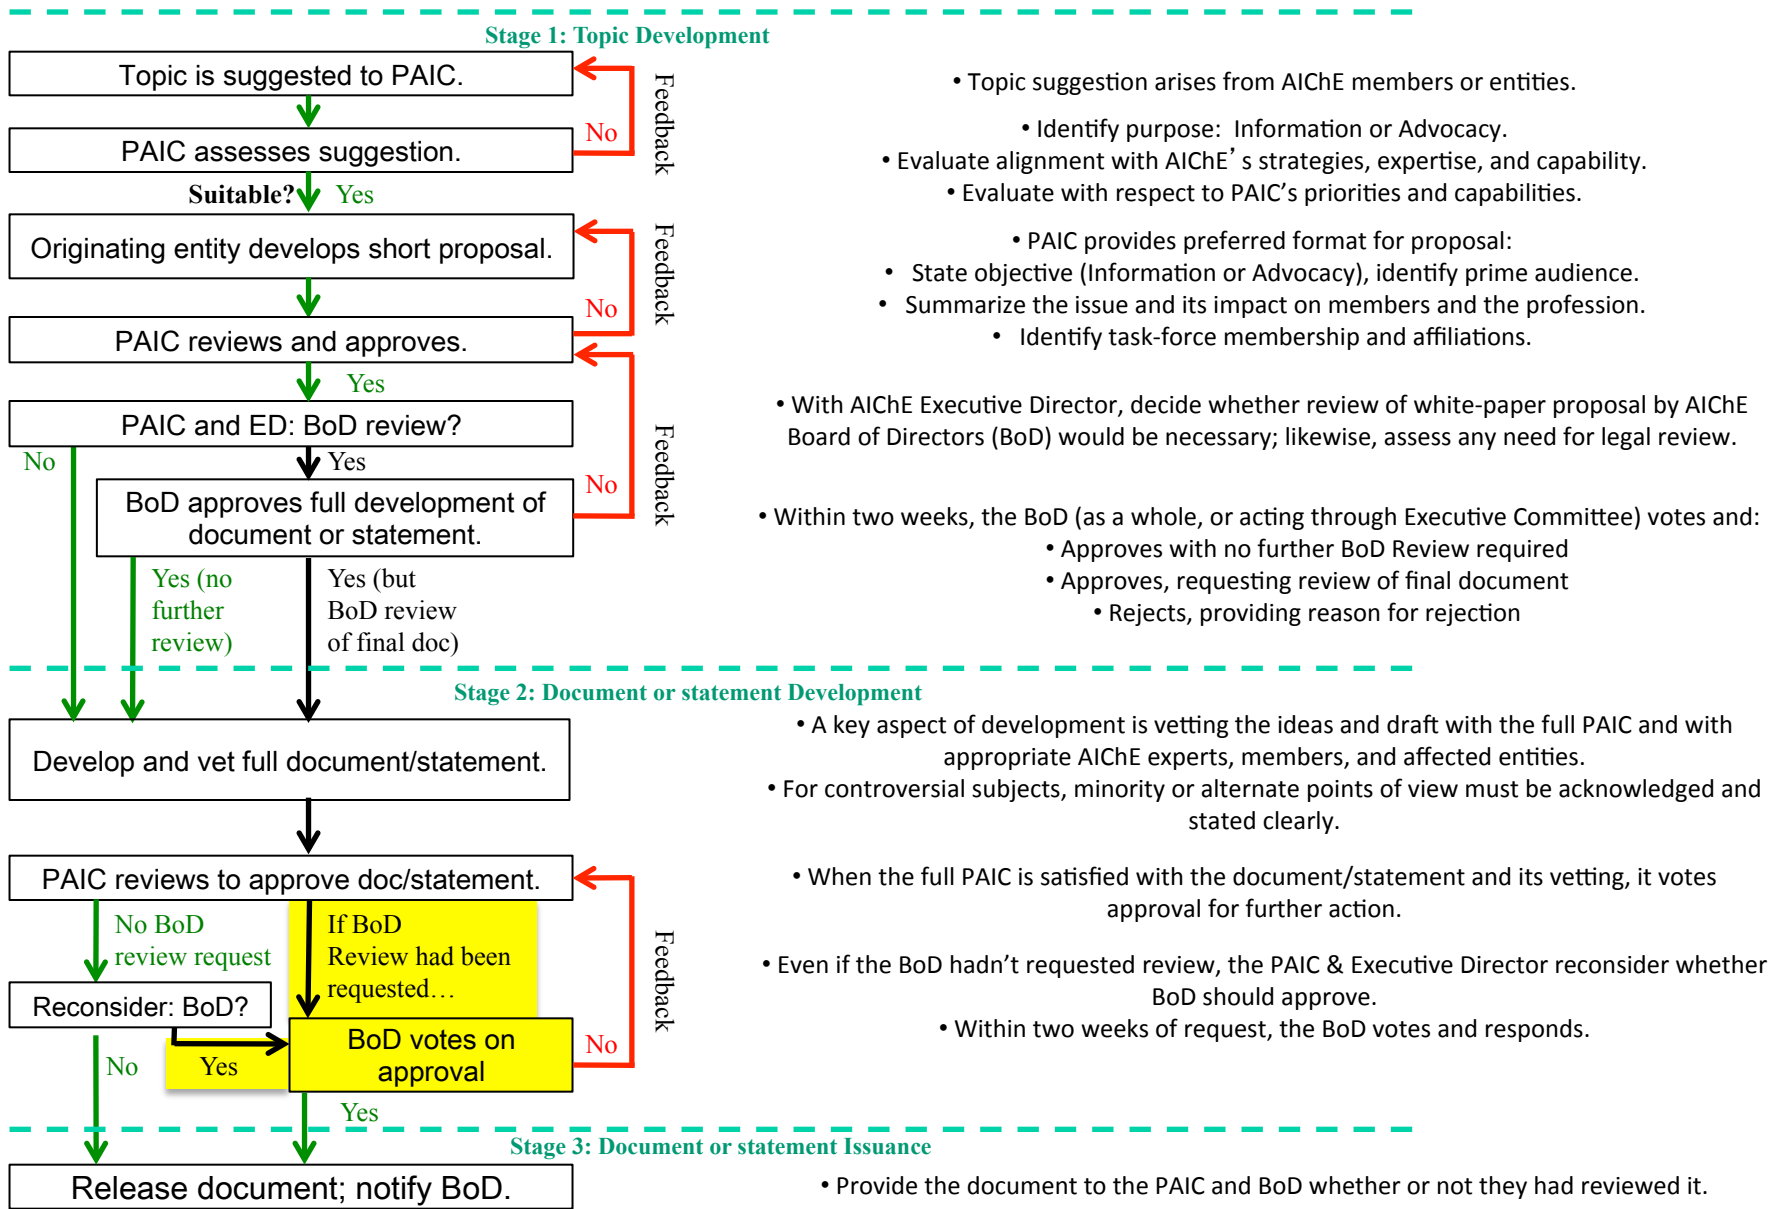 Stage 1: Topic Development
Topic is suggested to PAIC.
Feedback
• Topic suggestion arises from AIChE members or entities.
PAIC assesses suggestion.
No
• Identify purpose:  Information or Advocacy.
• Evaluate alignment with AIChE's strategies, expertise, and capability.
• Evaluate with respect to PAIC's priorities and capabilities.
Suitable? Yes
Originating entity develops short proposal.
Feedback
No
• PAIC provides preferred format for proposal:
• State objective (Information or Advocacy), identify prime audience.
• Summarize the issue and its impact on members and the profession.
• Identify task-force membership and affiliations.
PAIC reviews and approves.
Yes
PAIC and ED: BoD review?
• With AIChE Executive Director, decide whether review of white-paper proposal by AIChE
Board of Directors (BoD) would be necessary; likewise, assess any need for legal review.
No
Yes
No
Feedback
BoD approves full development of
document or statement.
• Within two weeks, the BoD (as a whole, or acting through Executive Committee) votes and:
• Approves with no further BoD Review required
• Approves, requesting review of final document
• Rejects, providing reason for rejection
Yes (no
further
review)
Yes (but
BoD review
of final doc)
Stage 2: Document or statement Development
Develop and vet full document/statement.
• A key aspect of development is vetting the ideas and draft with the full PAIC and with
appropriate AIChE experts, members, and affected entities.
• For controversial subjects, minority or alternate points of view must be acknowledged and
stated clearly.
PAIC reviews to approve doc/statement.
• When the full PAIC is satisfied with the document/statement and its vetting, it votes
approval for further action.
No BoD
review request
If BoD
Review had been
requested…
Feedback
• Even if the BoD hadn't requested review, the PAIC & Executive Director reconsider whether
BoD should approve.
• Within two weeks of request, the BoD votes and responds.
Reconsider: BoD?
BoD votes on
approval
No
No
Yes
Yes
Stage 3: Document or statement Issuance
Release document; notify BoD.
• Provide the document to the PAIC and BoD whether or not they had reviewed it.